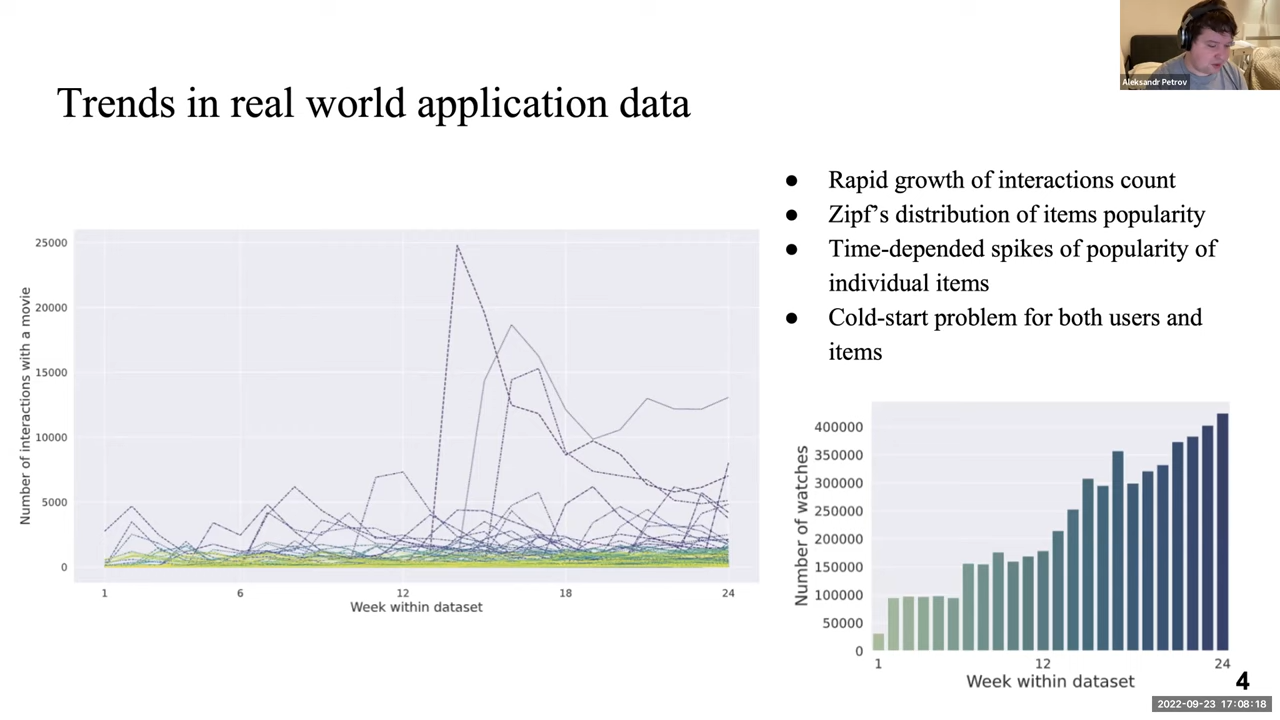 Aleksandr Petrov
Trends in real world application data
● Rapid growth of interactions count
● Zipf’s distribution of items popularity
● Time-depended spikes of popularity of
individual items
● Cold-start problem for both users and
items
Number of interactions with a movie
25000
20000
15000
10000
5000
0
1 6 12 18 24
Week within dataset
Number of watches
400000
350000
300000
250000
200000
150000
100000
50000
0
1 12 24
Week within dataset
4
2022-09-23 17:08:18